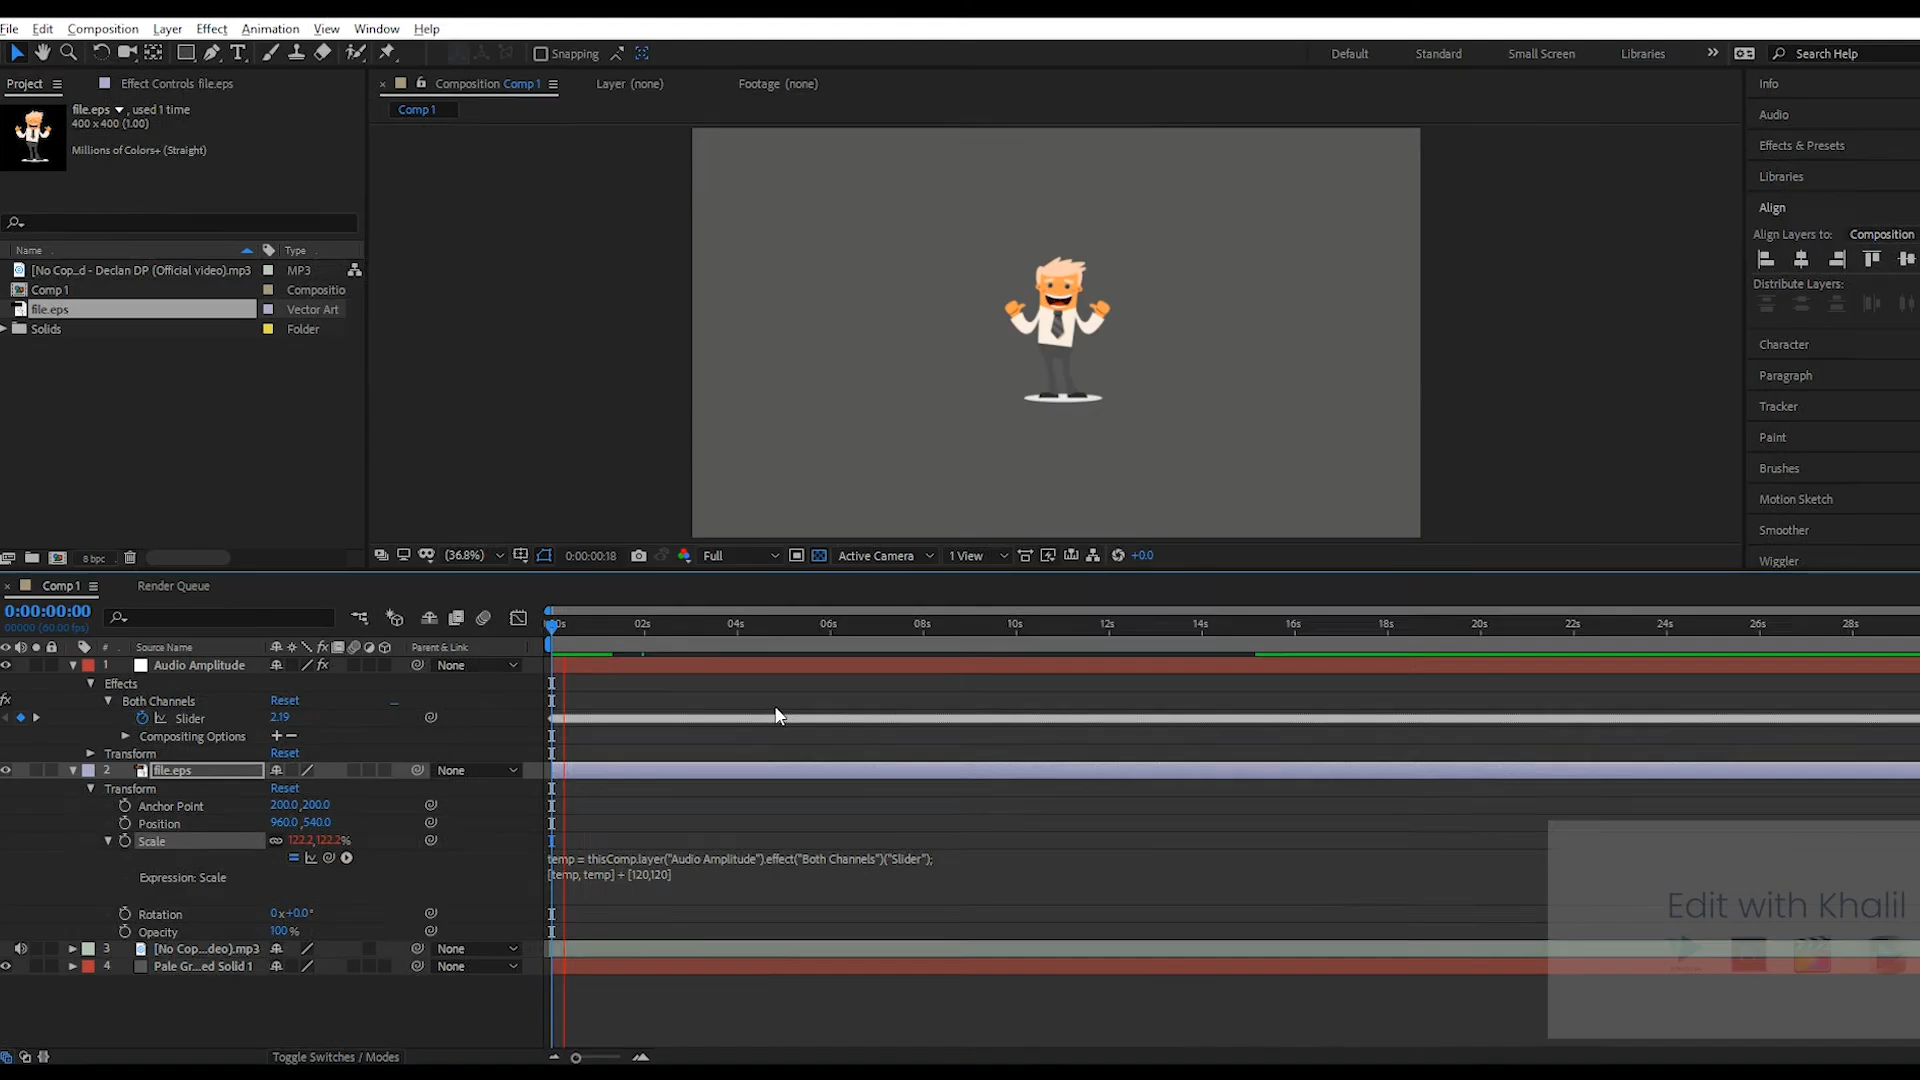 File Edit Composition Layer Effect Animation View Window Help
Snapping Default Standard Small Screen Libraries Search Help
Project Effect Controls file.eps Composition Comp 1 Layer (none) Footage (none) Info
file.eps , used 1 time
400 x 400 (1.00)
Millions of Colors+ (Straight)
Comp 1
Audio
Effects & Presets
Libraries
Align
Align Layers to: Composition
Distribute Layers:
Character
Paragraph
Tracker
Paint
Brushes
Motion Sketch
Smoother
Wiggler
Name Type
[No Cop...d - Declan DP (Official video).mp3 MP3
Comp 1 Compositio
file.eps Vector Art
Solids Folder
8 bpc (36.8%) 0:00:00:18 Full Active Camera 1 View +0.0
Comp 1 Render Queue
0:00:00:00
00000 (60.00 fps)
02s 04s 06s 08s 10s 12s 14s 16s 18s 20s 22s 24s 26s 28s
# Source Name Parent & Link
1 Audio Amplitude fx None
Effects
fx Both Channels Reset
Slider 2.19
Compositing Options + −
Transform Reset
2 file.eps None
Transform Reset
Anchor Point 200.0,200.0
Position 960.0,540.0
Scale 122.2,122.2%
temp = thisComp.layer("Audio Amplitude").effect("Both Channels")("Slider");
Expression: Scale [temp, temp] + [120,120]
Rotation 0x+0.0°
Opacity 100%
3 [No Cop...deo).mp3 None
4 Pale Gr...ed Solid 1 None
Edit with Khalil
Toggle Switches / Modes